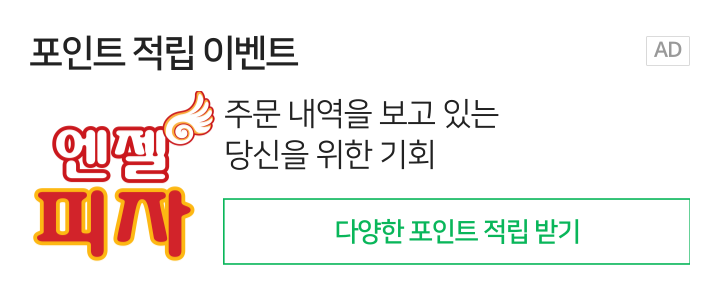 포인트 적립 이벤트
AD
엔젤
피자
주문 내역을 보고 있는
당신을 위한 기회
다양한 포인트 적립 받기